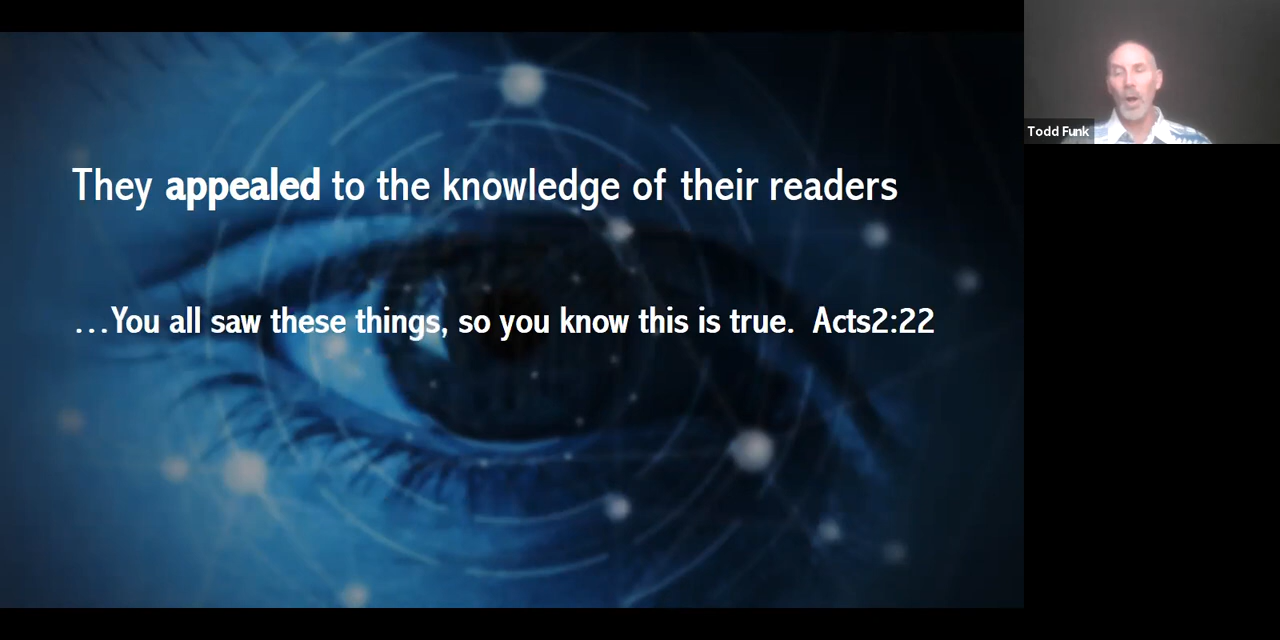 They appealed to the knowledge of their readers
...You all saw these things, so you know this is true. Acts2:22
Todd Funk